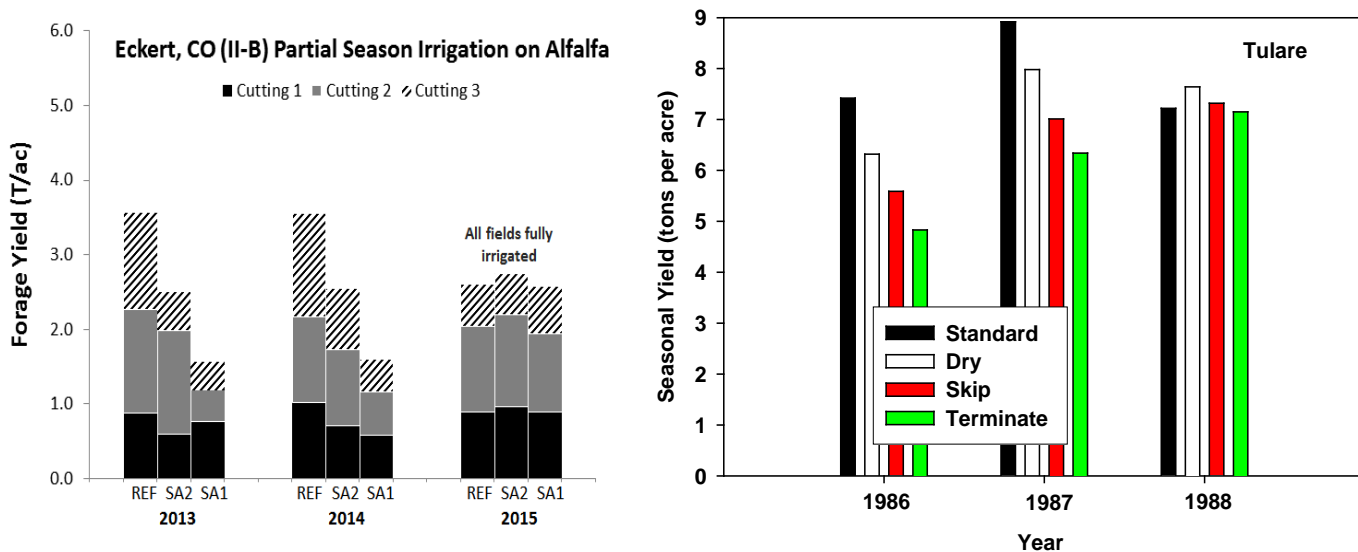 Eckert, CO (II-B) Partial Season Irrigation on Alfalfa
Cutting 1 Cutting 2 Cutting 3
Forage Yield (T/ac)
6.0
5.0
4.0
3.0
2.0
1.0
0.0
All fields fully
irrigated
REF SA2 SA1 REF SA2 SA1 REF SA2 SA1
2013 2014 2015
Tulare
Seasonal Yield (tons per acre)
9
8
7
6
5
4
3
2
1
0
Standard
Dry
Skip
Terminate
1986 1987 1988
Year